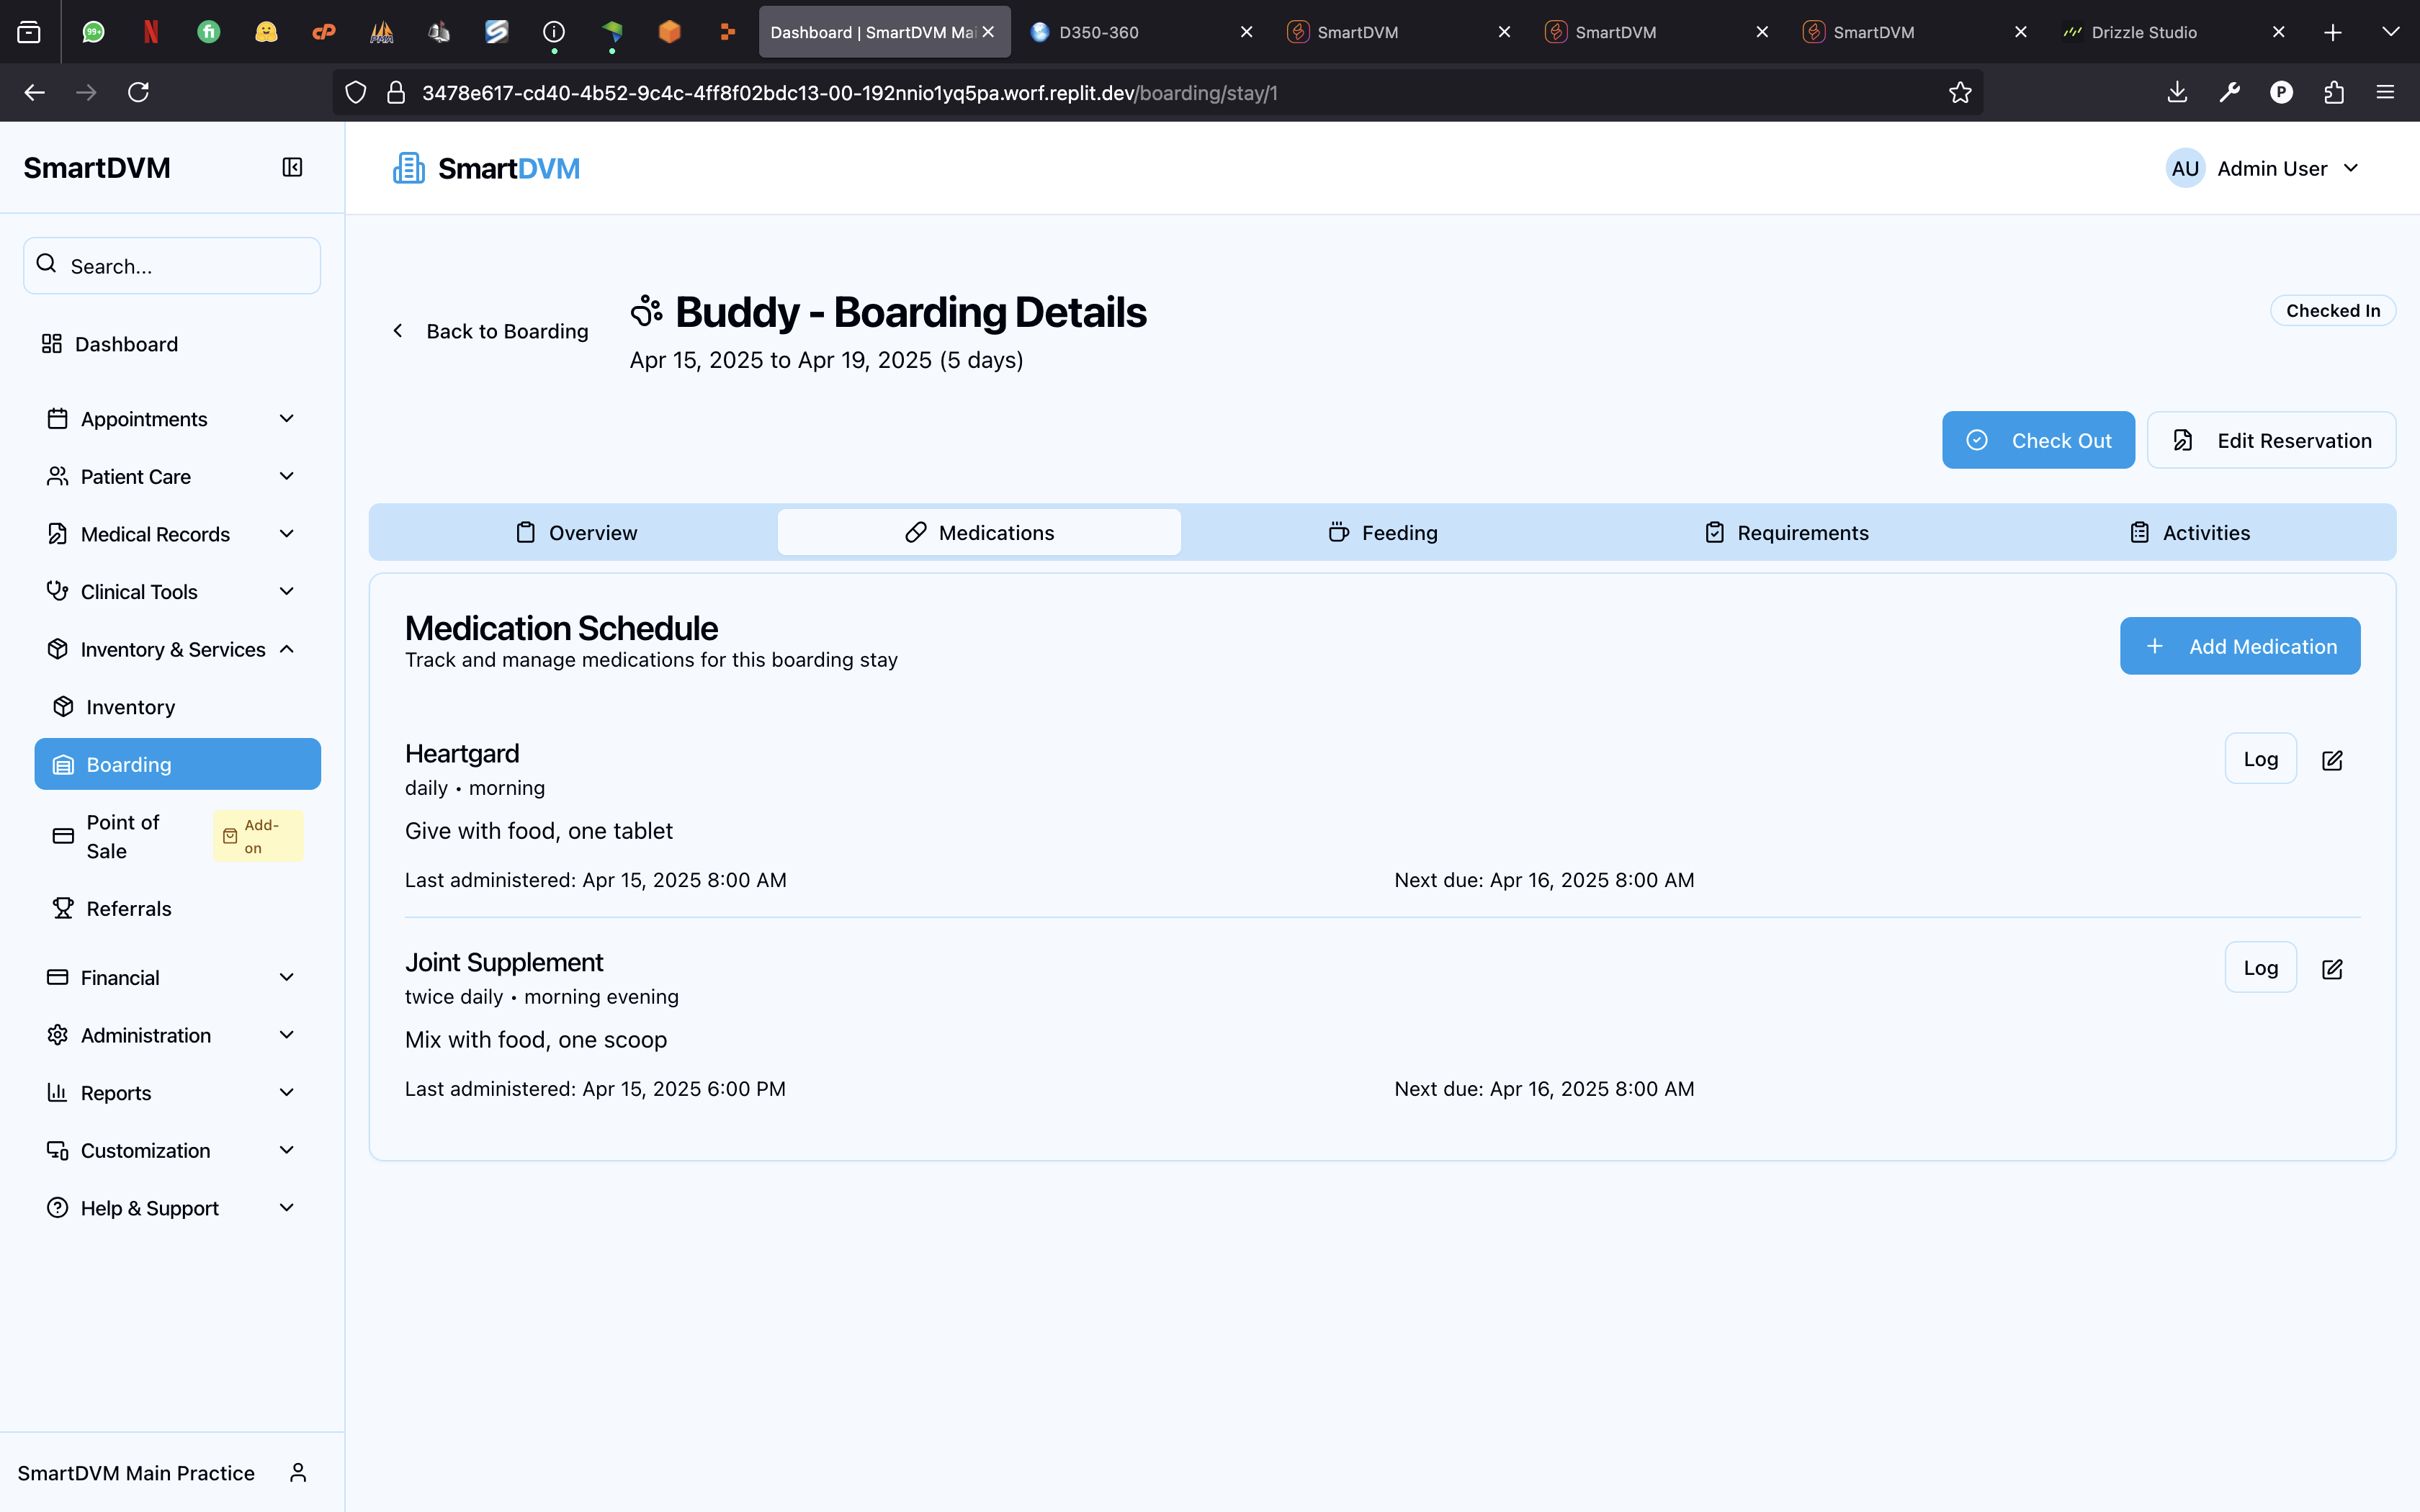 99+
Dashboard | SmartDVM Mai
D350-360
SmartDVM
SmartDVM
SmartDVM
Drizzle Studio
3478e617-cd40-4b52-9c4c-4ff8f02bdc13-00-192nnio1yq5pa.worf.replit.dev/boarding/stay/1
SmartDVM
SmartDVM
AU Admin User
Search...
Dashboard
Appointments
Patient Care
Medical Records
Clinical Tools
Inventory & Services
Inventory
Boarding
Point of
Sale
Add-
on
Referrals
Financial
Administration
Reports
Customization
Help & Support
SmartDVM Main Practice
Back to Boarding
Buddy - Boarding Details
Apr 15, 2025 to Apr 19, 2025 (5 days)
Checked In
Check Out
Edit Reservation
Overview
Medications
Feeding
Requirements
Activities
Medication Schedule
Track and manage medications for this boarding stay
Add Medication
Heartgard
daily • morning
Give with food, one tablet
Last administered: Apr 15, 2025 8:00 AM
Next due: Apr 16, 2025 8:00 AM
Log
Joint Supplement
twice daily • morning evening
Mix with food, one scoop
Last administered: Apr 15, 2025 6:00 PM
Next due: Apr 16, 2025 8:00 AM
Log